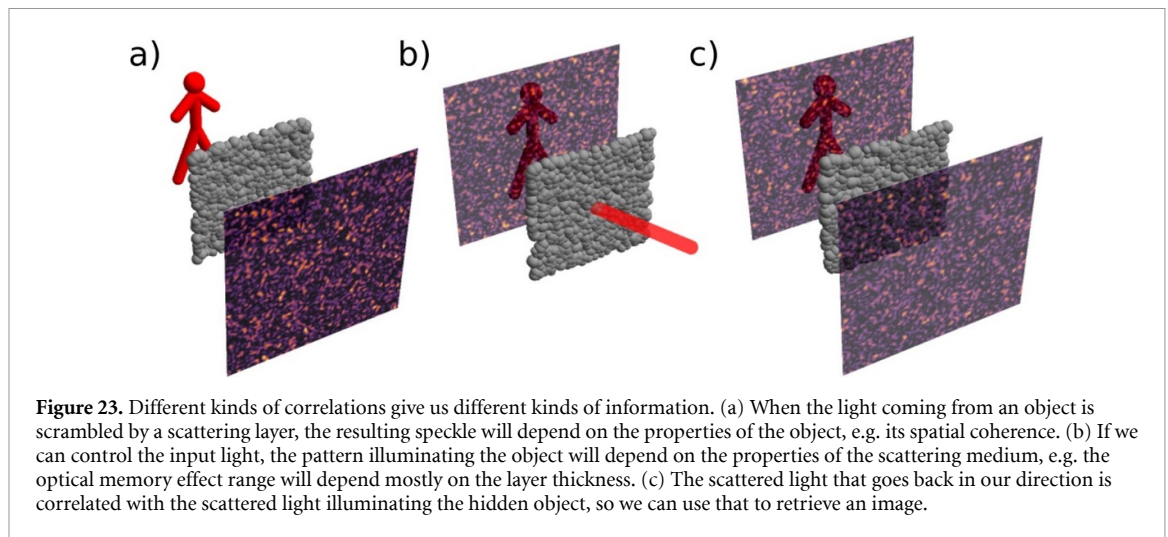 a)
b)
c)
Figure 23. Different kinds of correlations give us different kinds of information. (a) When the light coming from an object is
scrambled by a scattering layer, the resulting speckle will depend on the properties of the object, e.g. its spatial coherence. (b) If we
can control the input light, the pattern illuminating the object will depend on the properties of the scattering medium, e.g. the
optical memory effect range will depend mostly on the layer thickness. (c) The scattered light that goes back in our direction is
correlated with the scattered light illuminating the hidden object, so we can use that to retrieve an image.